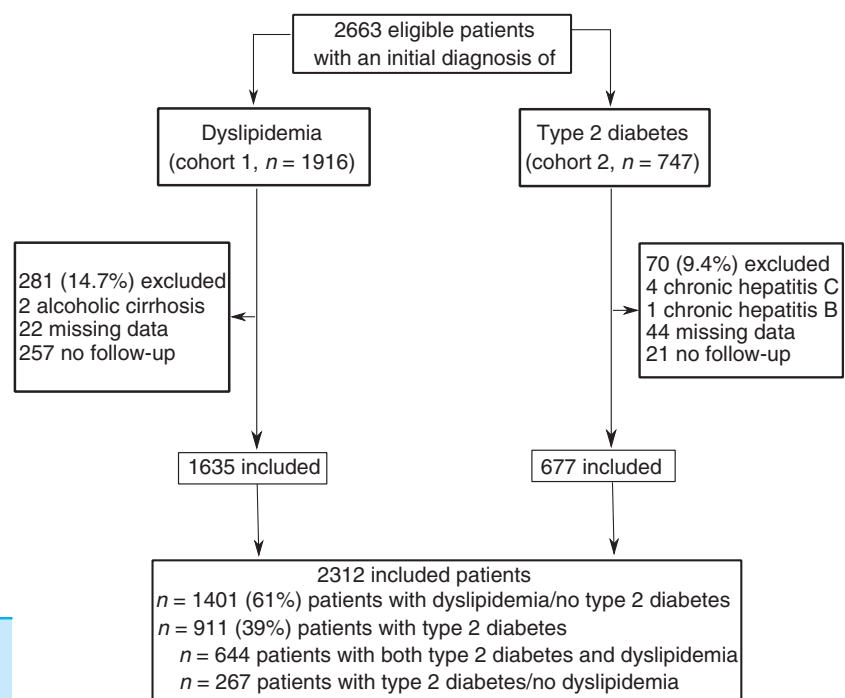 2663 eligible patients
with an initial diagnosis of
Dyslipidemia
(cohort 1, n = 1916)
Type 2 diabetes
(cohort 2, n = 747)
281 (14.7%) excluded
2 alcoholic cirrhosis
22 missing data
257 no follow-up
70 (9.4%) excluded
4 chronic hepatitis C
1 chronic hepatitis B
44 missing data
21 no follow-up
1635 included
677 included
2312 included patients
n = 1401 (61%) patients with dyslipidemia/no type 2 diabetes
n = 911 (39%) patients with type 2 diabetes
n = 644 patients with both type 2 diabetes and dyslipidemia
n = 267 patients with type 2 diabetes/no dyslipidemia